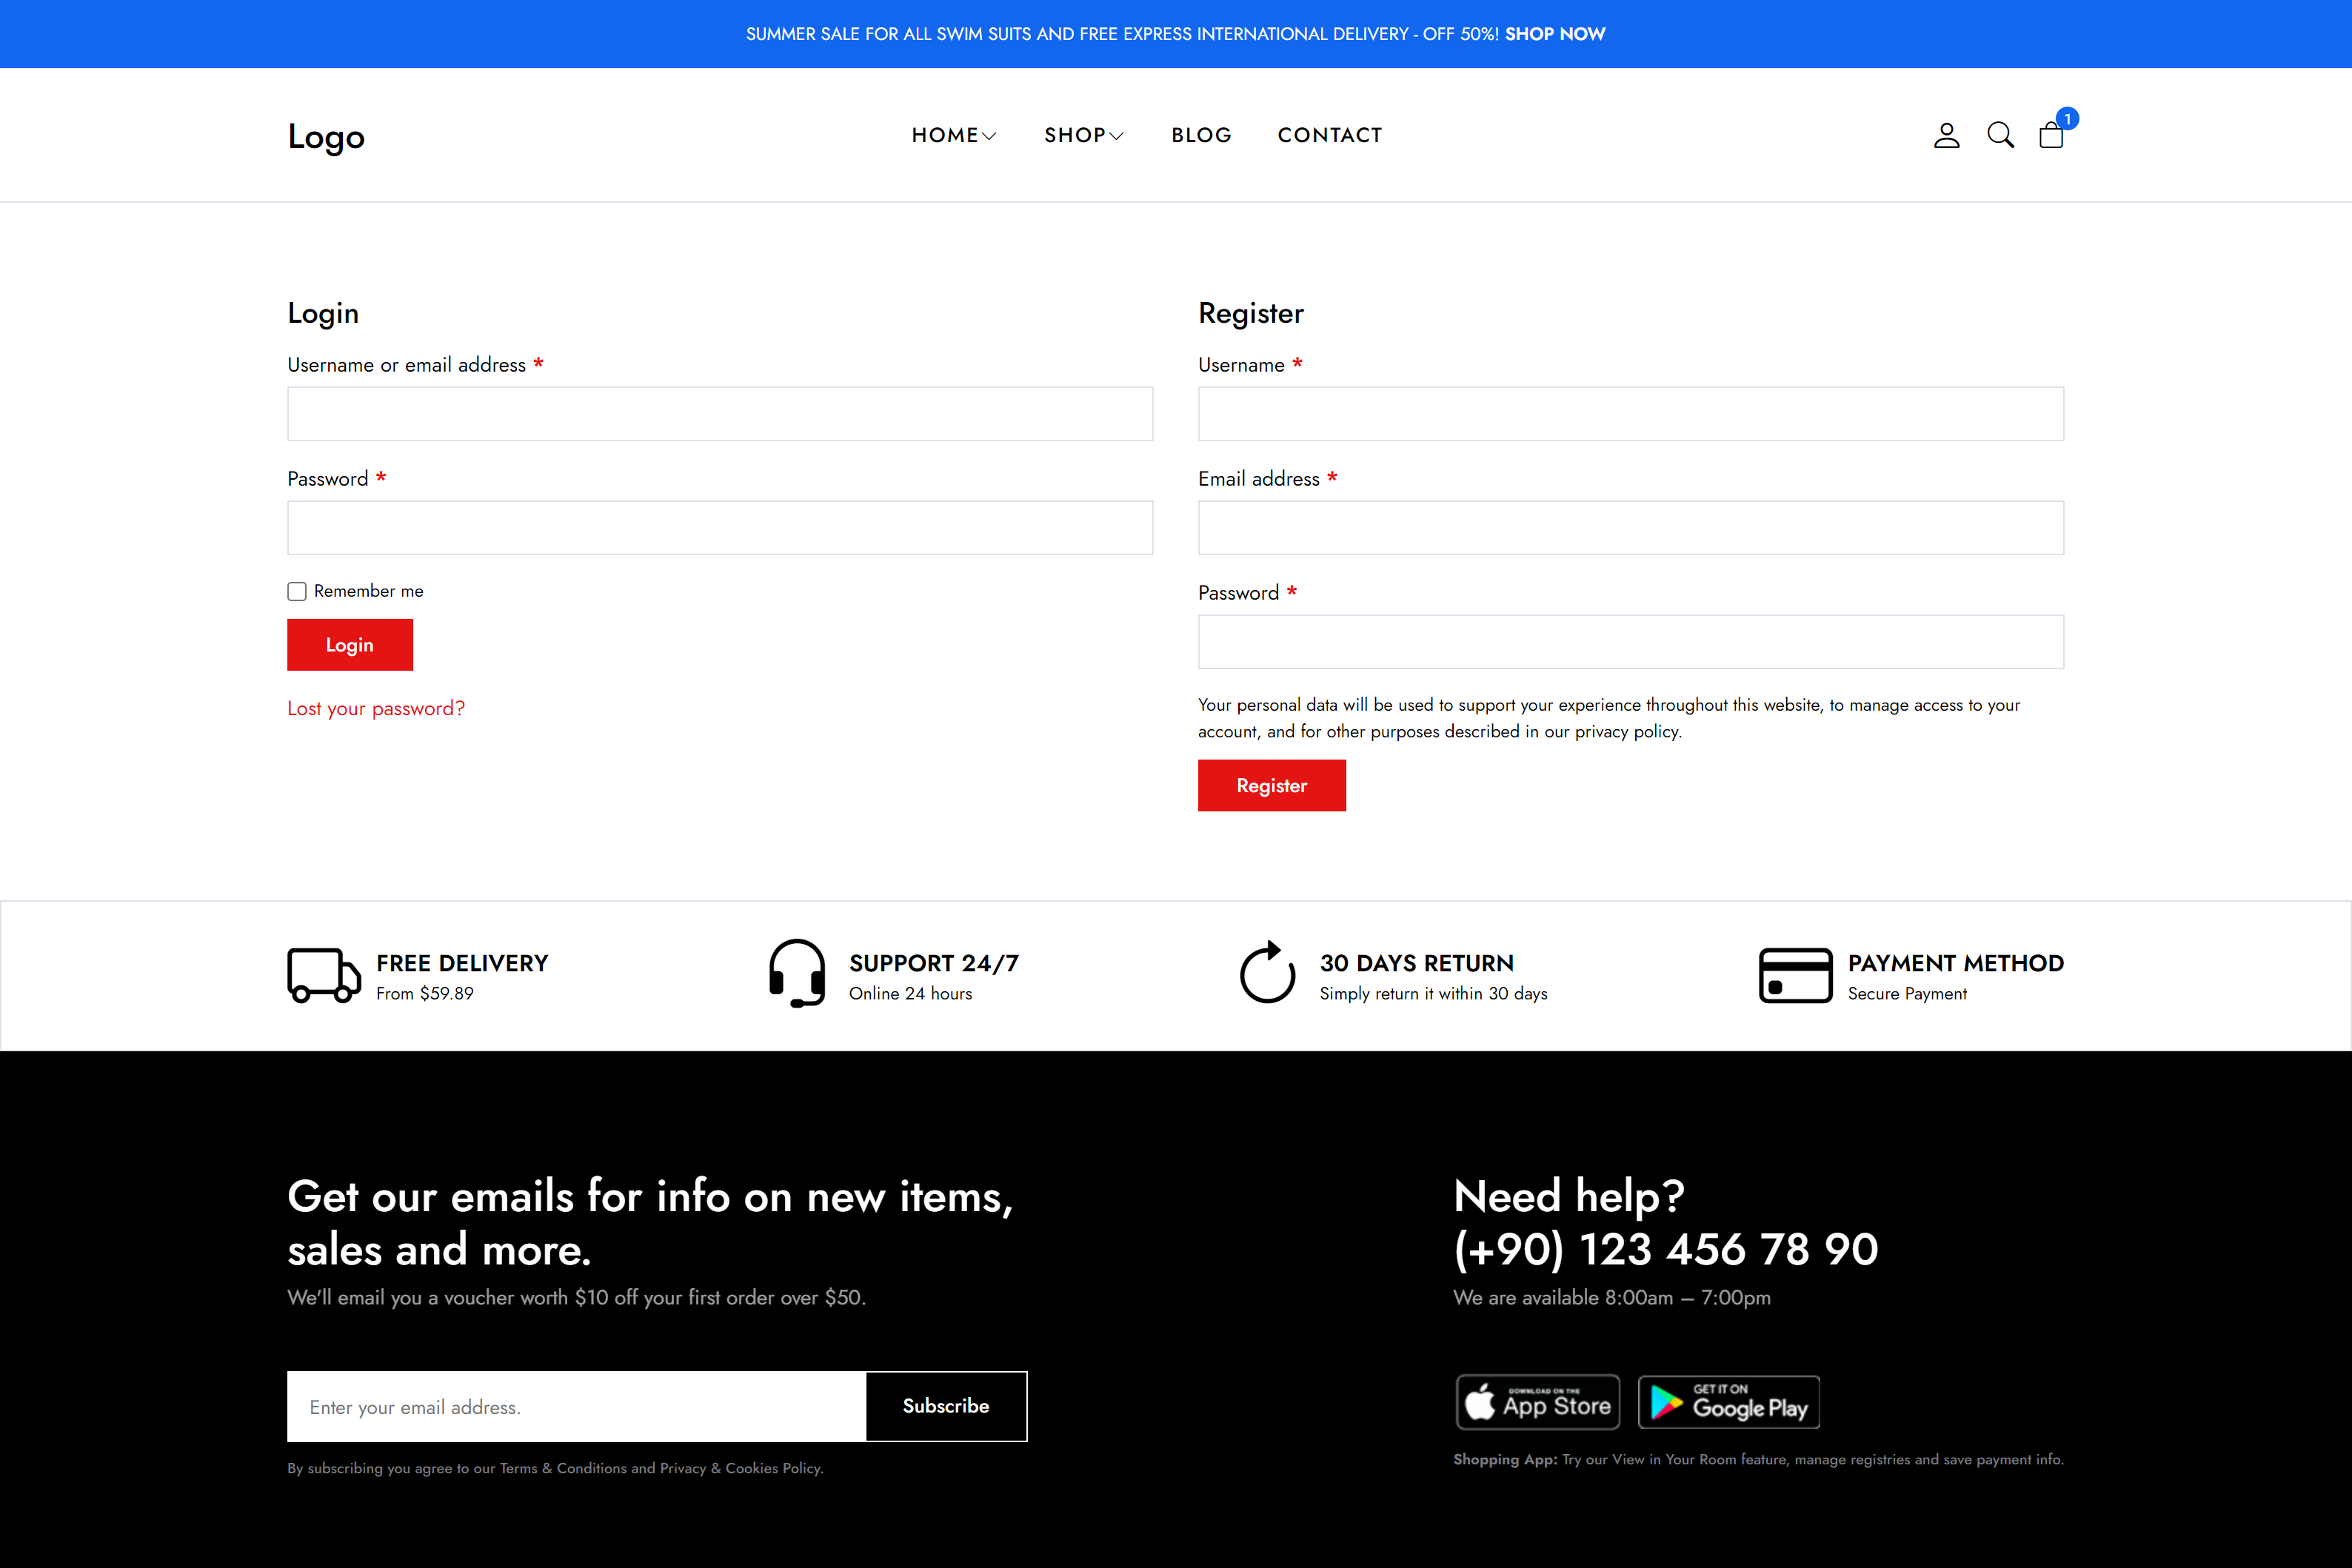 SUMMER SALE FOR ALL SWIM SUITS AND FREE EXPRESS INTERNATIONAL DELIVERY - OFF 50%! SHOP NOW
Logo
HOME
SHOP
BLOG
CONTACT
1
Login
Username or email address *
Password *
Remember me
Login
Lost your password?
Register
Username *
Email address *
Password *
Your personal data will be used to support your experience throughout this website, to manage access to your
account, and for other purposes described in our privacy policy.
Register
FREE DELIVERY
From $59.89
SUPPORT 24/7
Online 24 hours
30 DAYS RETURN
Simply return it within 30 days
PAYMENT METHOD
Secure Payment
Get our emails for info on new items,
sales and more.
We'll email you a voucher worth $10 off your first order over $50.
Enter your email address.
Subscribe
By subscribing you agree to our Terms & Conditions and Privacy & Cookies Policy.
Need help?
(+90) 123 456 78 90
We are available 8:00am – 7:00pm
DOWNLOAD ON THE
App Store
GET IT ON
Google Play
Shopping App: Try our View in Your Room feature, manage registries and save payment info.